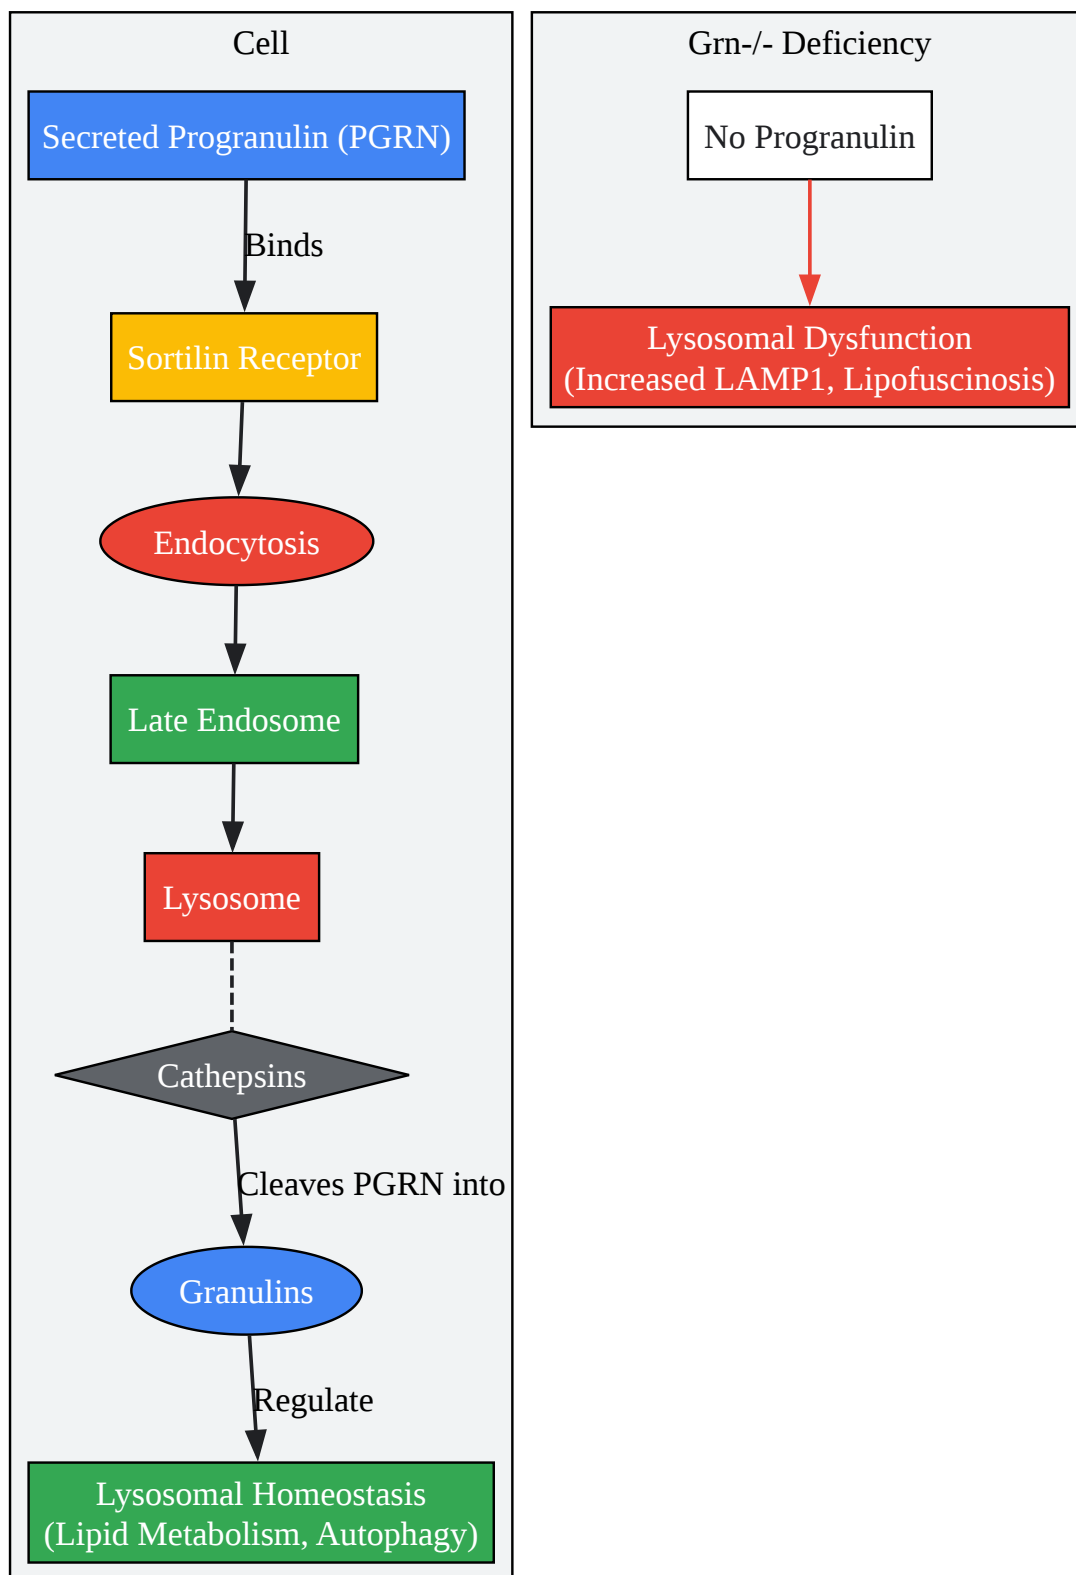 Cell
Secreted Progranulin (PGRN)
Binds
Sortilin Receptor
Endocytosis
Late Endosome
Lysosome
Cathepsins
Cleaves PGRN into
Granulins
Regulate
Lysosomal Homeostasis
(Lipid Metabolism, Autophagy)
Grn-/- Deficiency
No Progranulin
Lysosomal Dysfunction
(Increased LAMP1, Lipofuscinosis)